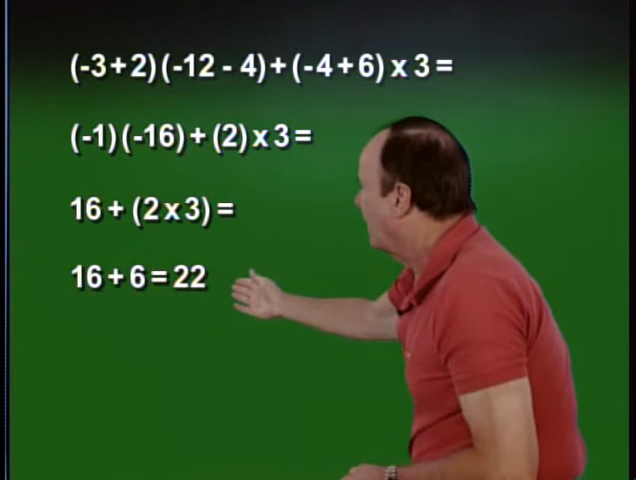 (-3+2)(-12 - 4)+(-4+6) x 3 =
(-1)(-16)+(2) x 3=
16 + (2 x 3) =
16 + 6 = 22